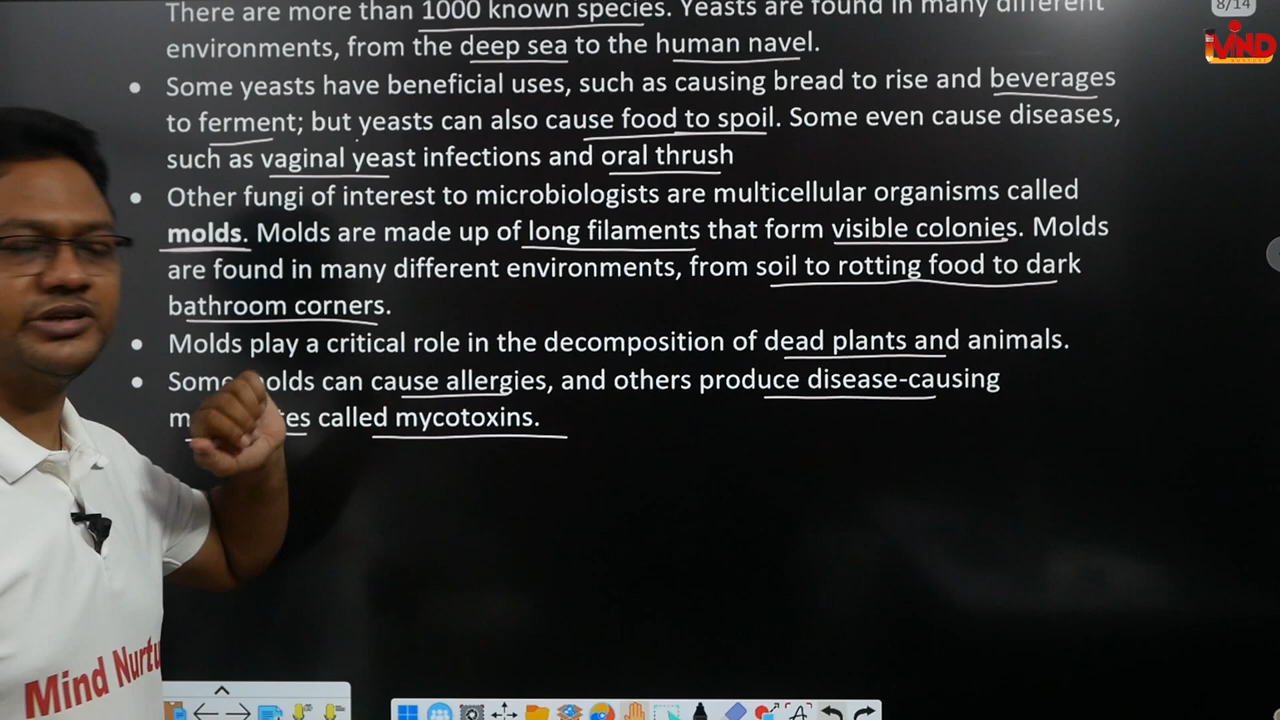 There are more than 1000 known species. Yeasts are found in many different
environments, from the deep sea to the human navel.
• Some yeasts have beneficial uses, such as causing bread to rise and beverages
to ferment; but yeasts can also cause food to spoil. Some even cause diseases,
such as vaginal yeast infections and oral thrush
• Other fungi of interest to microbiologists are multicellular organisms called
molds. Molds are made up of long filaments that form visible colonies. Molds
are found in many different environments, from soil to rotting food to dark
bathroom corners.
• Molds play a critical role in the decomposition of dead plants and animals.
• Some molds can cause allergies, and others produce disease-causing
called mycotoxins.
8/14
MIND
NURTURE
Mind Nurtu